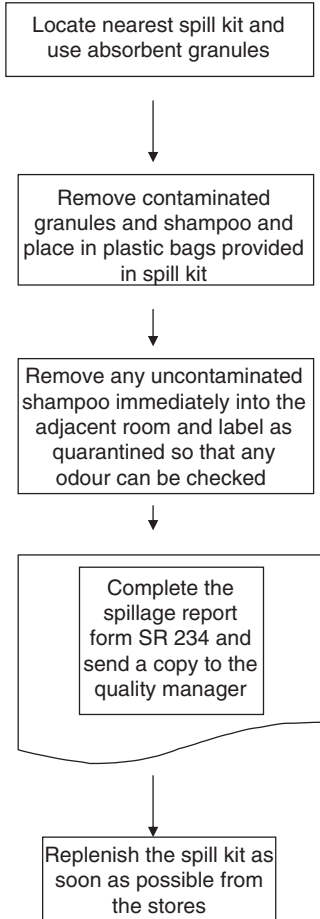 Locate nearest spill kit and
use absorbent granules
Remove contaminated
granules and shampoo and
place in plastic bags provided
in spill kit
Remove any uncontaminated
shampoo immediately into the
adjacent room and label as
quarantined so that any
odour can be checked
Complete the
spillage report
form SR 234 and
send a copy to the
quality manager
Replenish the spill kit as
soon as possible from
the stores